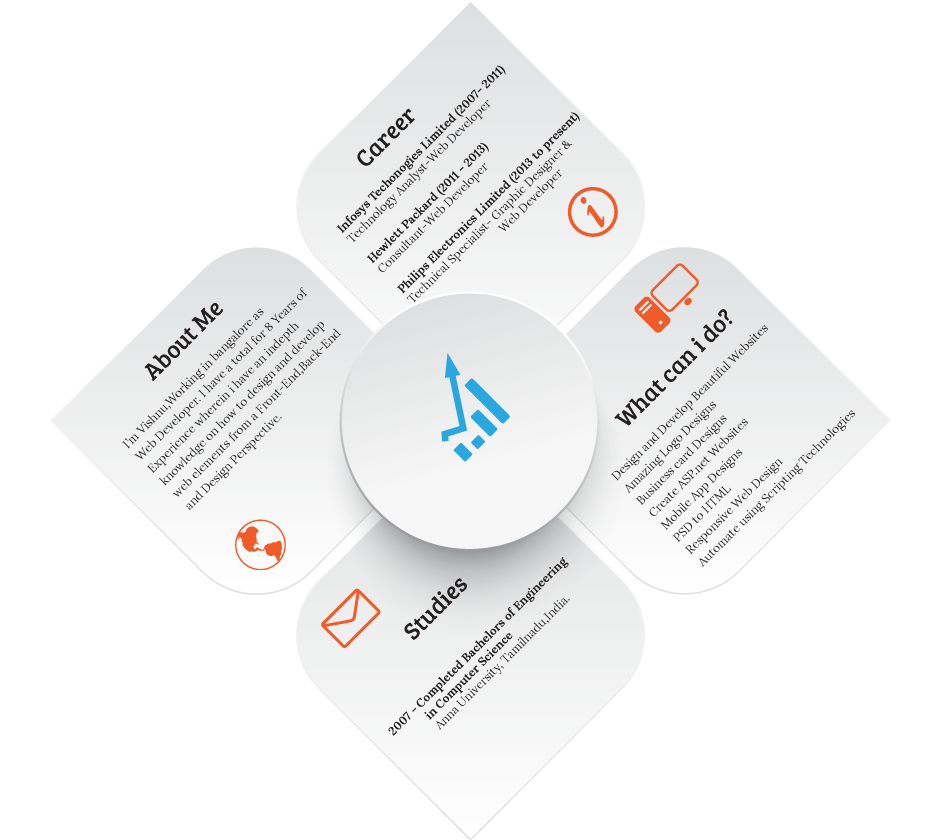 Career
Infosys Techonogies Limited (2007- 2011)
Technology Analyst-Web Developer
Hewlett Packard (2011 - 2013)
Consultant-Web Developer
Philips Electronics Limited (2013 to present)
Technical Specialist- Graphic Designer &
Web Developer
About Me
I'm Vishnu,Working in bangalore as
Web Developer. I have a total for 8 Years of
Experience wherein i have an indepth
knowledge on how to design and develop
web elements from a Front-End,Back-End
and Design Perspective.
What can i do?
Design and Develop Beautiful Websites
Amazing Logo Designs
Business card Designs
Create ASP.net Websites
Mobile App Designs
PSD to HTML
Responsive Web Design
Automate using Scripting Technologies
Studies
2007 - Completed Bachelors of Engineering
in Computer Science
Anna University, Tamilnadu,India.